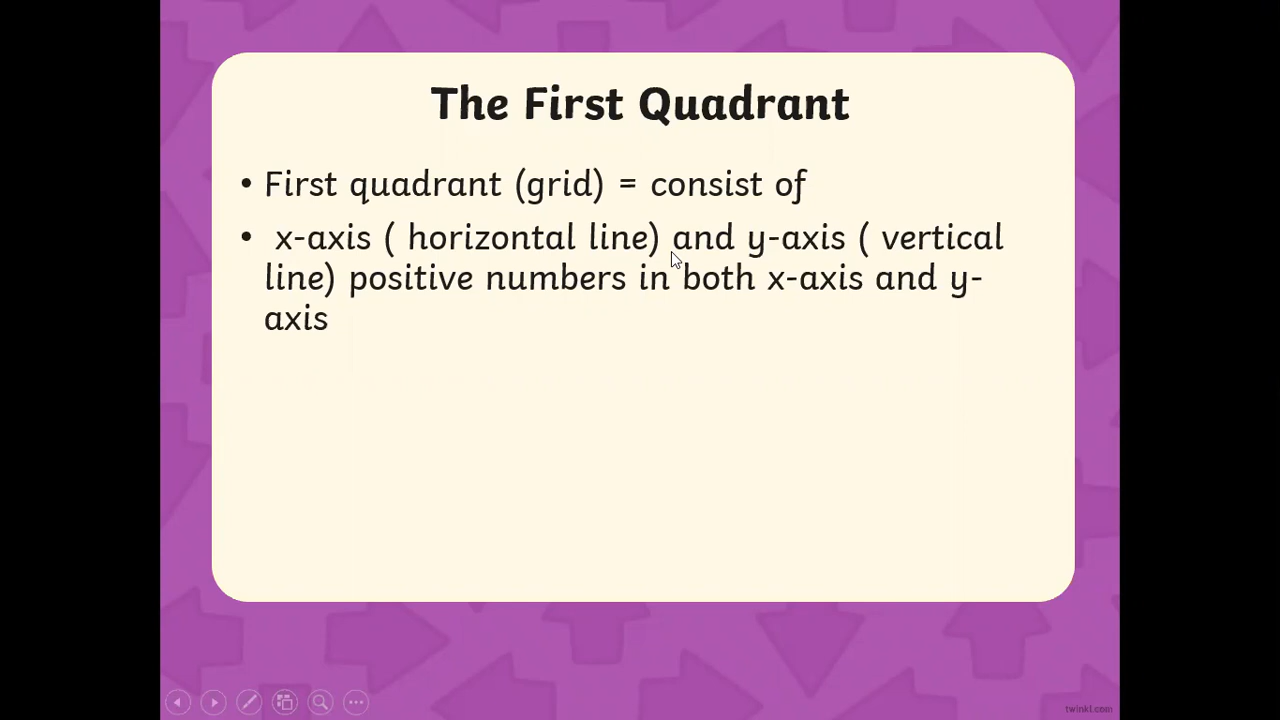 The First Quadrant
• First quadrant (grid) = consist of
• x-axis ( horizontal line) and y-axis ( vertical
line) positive numbers in both x-axis and y-
axis
twinkl.com